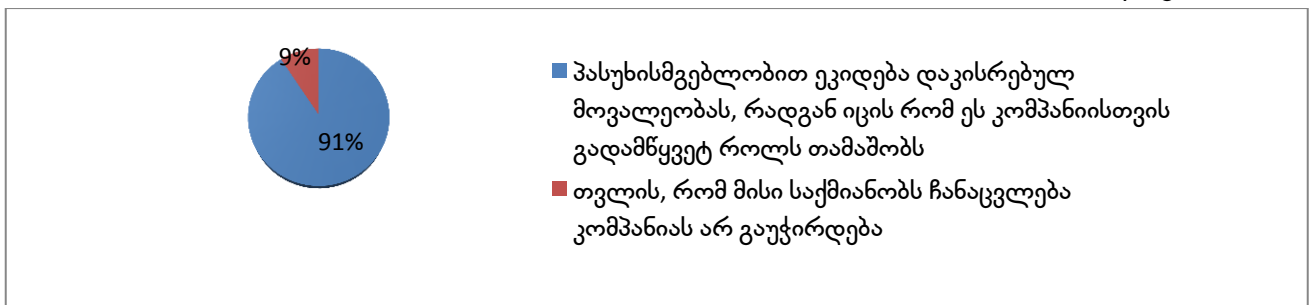 9%
91%
პასუხისმგებლობით ეკიდება დაკისრებულ
მოვალეობას, რადგან იცის რომ ეს კომპანიისთვის
გადამწყვეტ როლს თამაშობს
თვლის, რომ მისი საქმიანობს ჩანაცვლება
კომპანიას არ გაუჭირდება